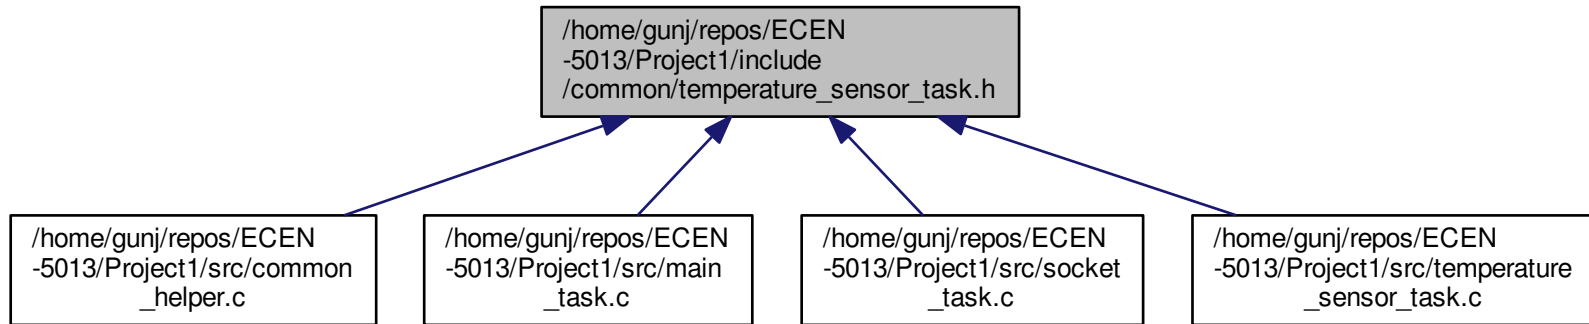 /home/gunj/repos/ECEN
-5013/Project1/include
/common/temperature_sensor_task.h
/home/gunj/repos/ECEN
-5013/Project1/src/common
_helper.c
/home/gunj/repos/ECEN
-5013/Project1/src/main
_task.c
/home/gunj/repos/ECEN
-5013/Project1/src/socket
_task.c
/home/gunj/repos/ECEN
-5013/Project1/src/temperature
_sensor_task.c